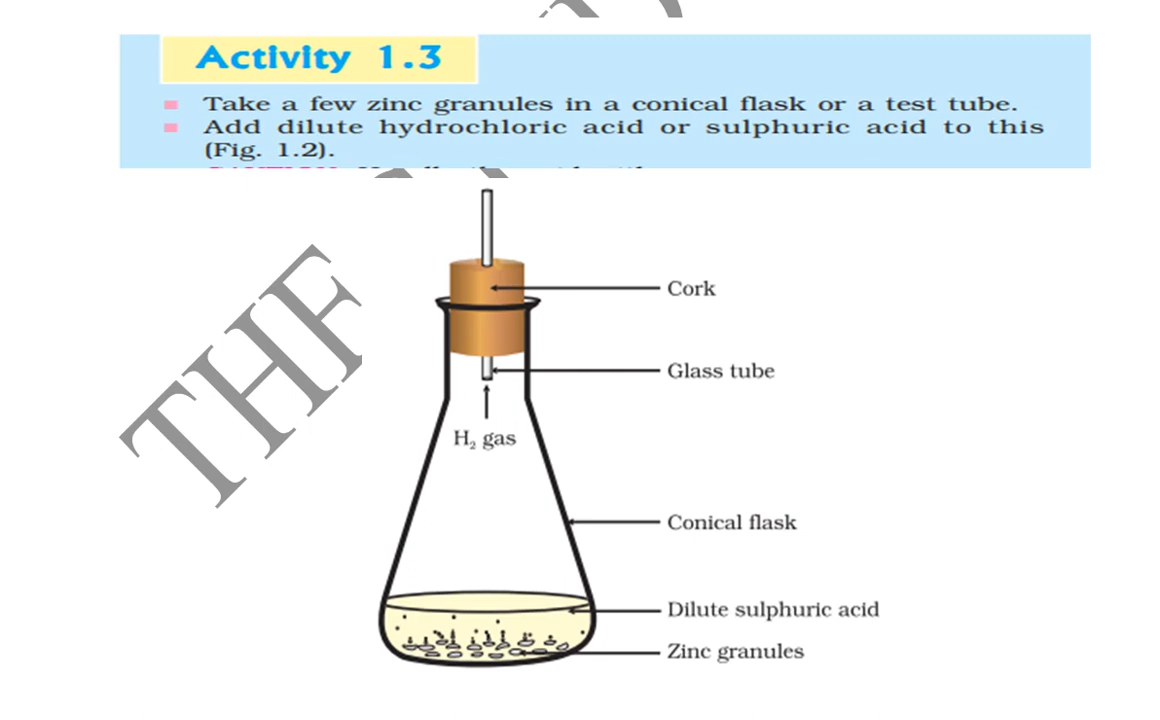 Activity 1.3
Take a few zinc granules in a conical flask or a test tube.
Add dilute hydrochloric acid or sulphuric acid to this
(Fig. 1.2).
Cork
Glass tube
H₂ gas
Conical flask
Dilute sulphuric acid
Zinc granules